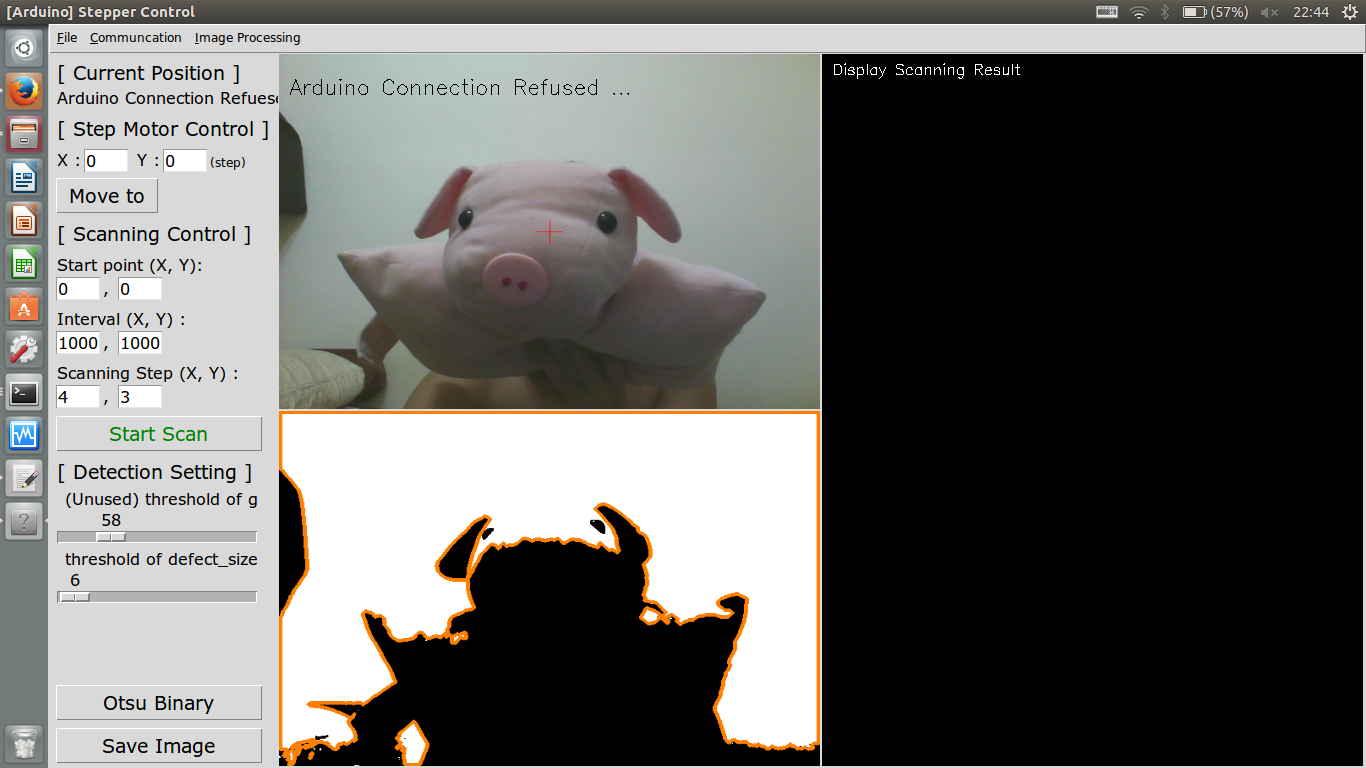 [Arduino] Stepper Control
(57%) 22:44
File Communcation Image Processing
[ Current Position ]
Arduino Connection Refuese
[ Step Motor Control ]
X : 0 Y : 0 (step)
Move to
[ Scanning Control ]
Start point (X, Y):
0 , 0
Interval (X, Y) :
1000 , 1000
Scanning Step (X, Y) :
4 , 3
Start Scan
[ Detection Setting ]
(Unused) threshold of g
58
threshold of defect_size
6
Otsu Binary
Save Image
Arduino Connection Refused ...
Display Scanning Result